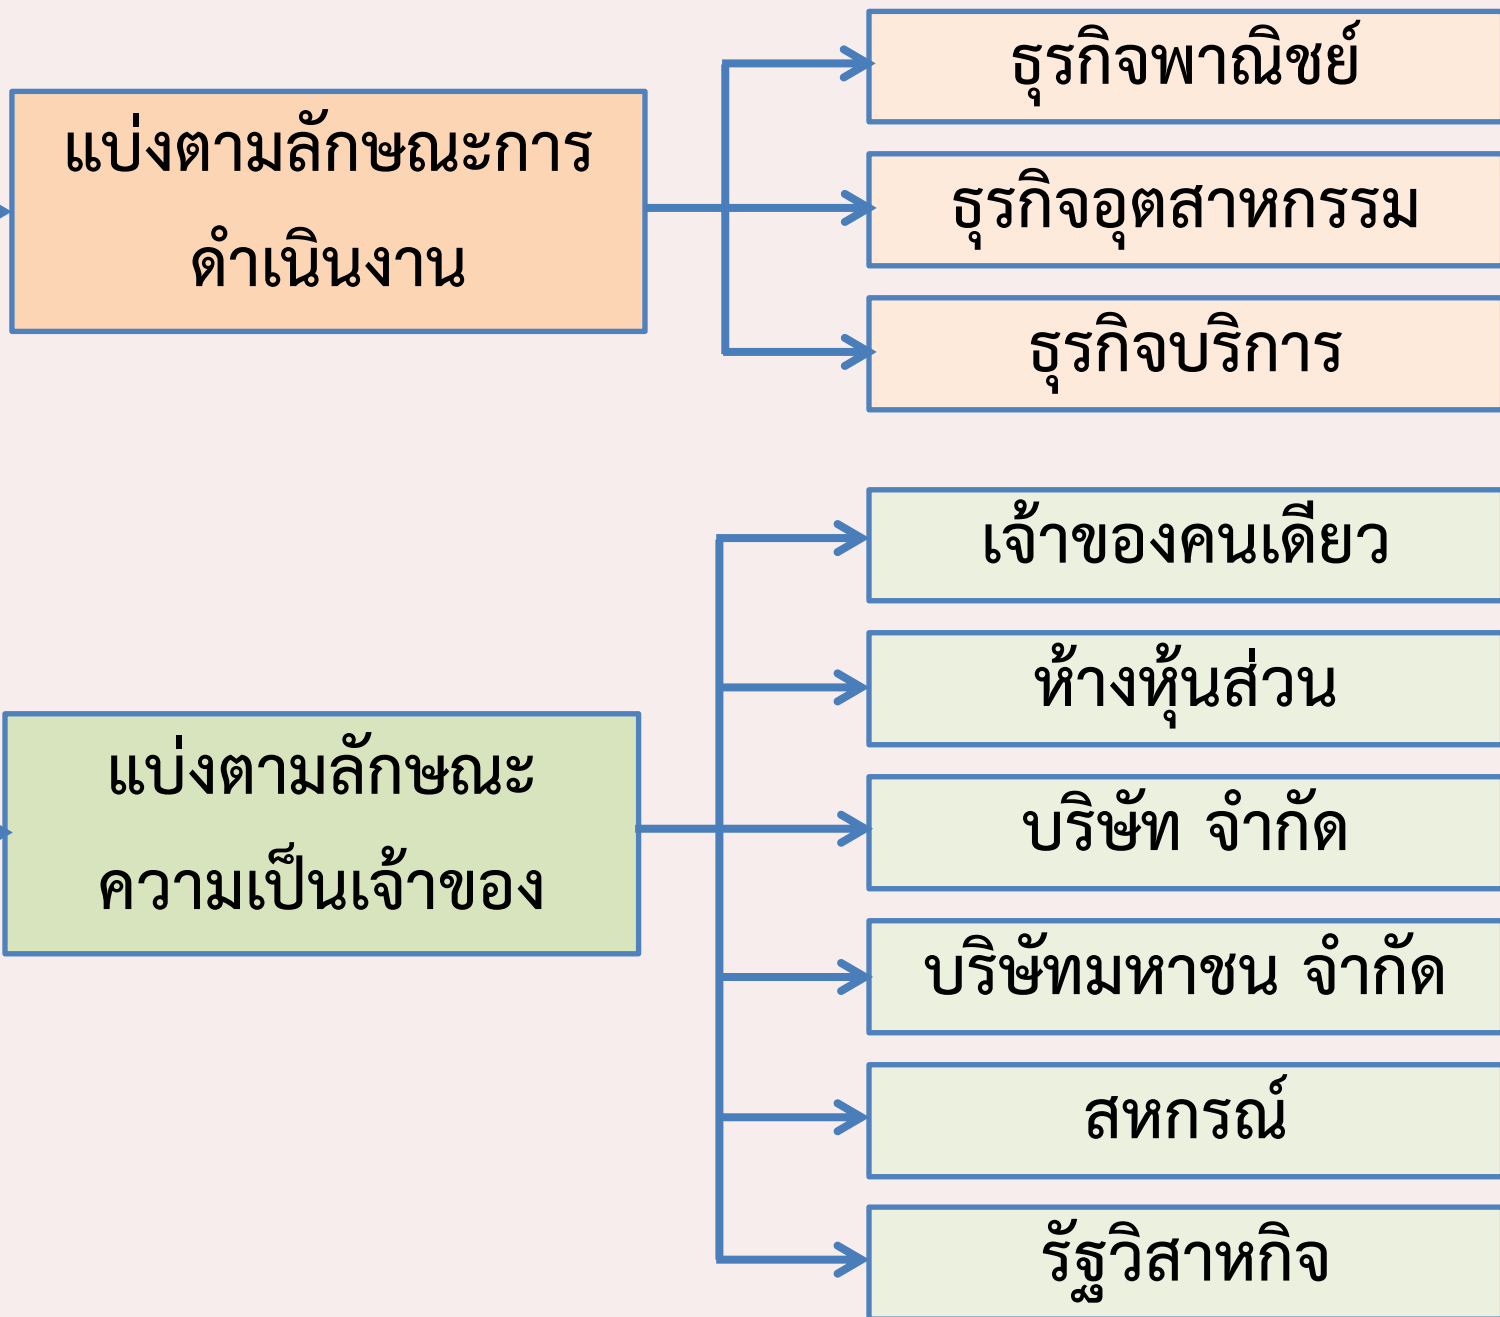 แบ่งตามลักษณะการ
ดำเนินงาน
ธุรกิจพาณิชย์
ธุรกิจอุตสาหกรรม
ธุรกิจบริการ
แบ่งตามลักษณะ
ความเป็นเจ้าของ
เจ้าของคนเดียว
ห้างหุ้นส่วน
บริษัท จำกัด
บริษัทมหาชน จำกัด
สหกรณ์
รัฐวิสาหกิจ